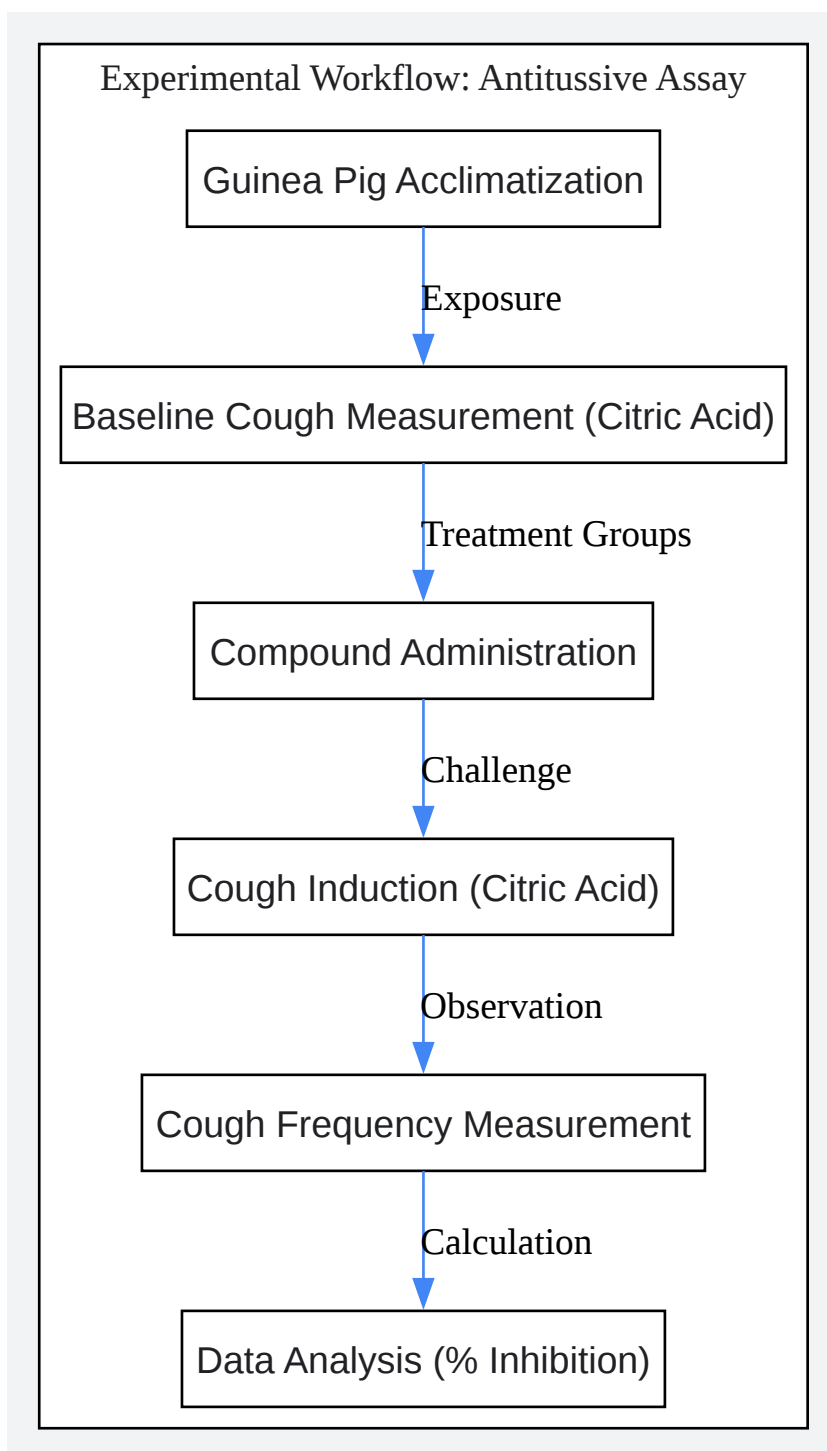 Experimental Workflow: Antitussive Assay
Guinea Pig Acclimatization
Exposure
Baseline Cough Measurement (Citric Acid)
Treatment Groups
Compound Administration
Challenge
Cough Induction (Citric Acid)
Observation
Cough Frequency Measurement
Calculation
Data Analysis (% Inhibition)